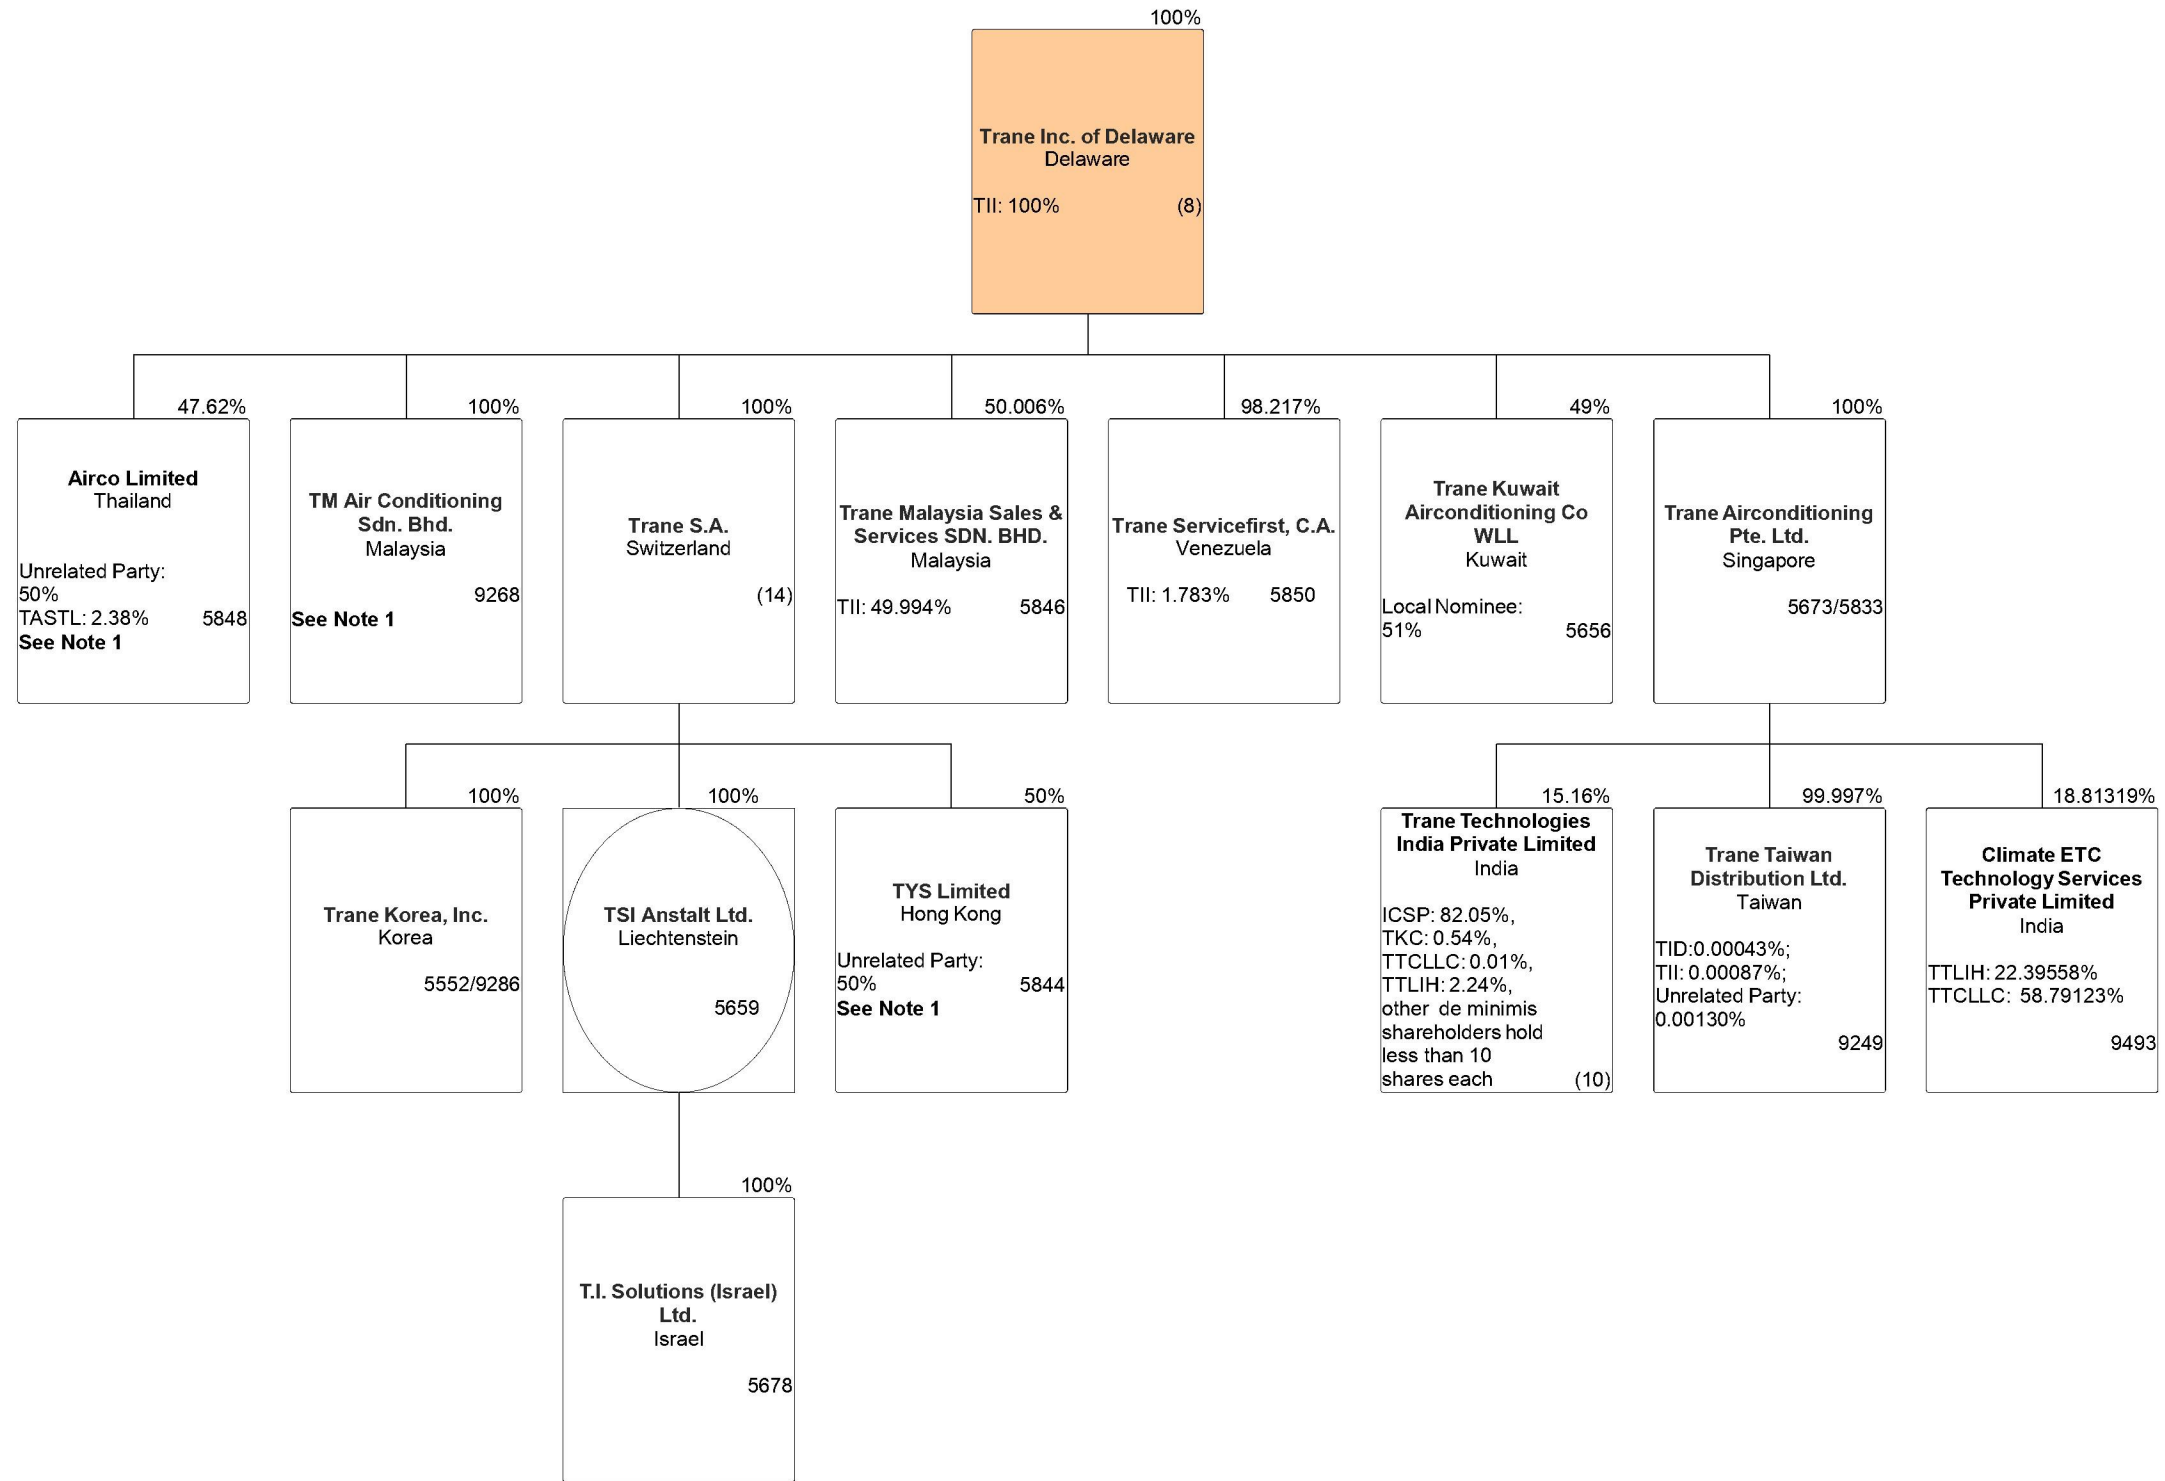 100%
Trane Inc. of Delaware
Delaware
TII: 100% (8)
47.62%
Airco Limited
Thailand
Unrelated Party:
50%
TASTL: 2.38% 5848
See Note 1
100%
TM Air Conditioning
Sdn. Bhd.
Malaysia
9268
See Note 1
100%
Trane S.A.
Switzerland
(14)
50.006%
Trane Malaysia Sales &
Services SDN. BHD.
Malaysia
TII: 49.994% 5846
98.217%
Trane Servicefirst, C.A.
Venezuela
TII: 1.783% 5850
49%
Trane Kuwait
Airconditioning Co
WLL
Kuwait
Local Nominee:
51% 5656
100%
Trane Airconditioning
Pte. Ltd.
Singapore
5673/5833
100%
Trane Korea, Inc.
Korea
5552/9286
100%
TSI Anstalt Ltd.
Liechtenstein
5659
50%
TYS Limited
Hong Kong
Unrelated Party:
50% 5844
See Note 1
15.16%
Trane Technologies
India Private Limited
India
ICSP: 82.05%,
TKC: 0.54%,
TTCLLC: 0.01%,
TTLIH: 2.24%,
other de minimis
shareholders hold
less than 10
shares each (10)
99.997%
Trane Taiwan
Distribution Ltd.
Taiwan
TID:0.00043%;
TII: 0.00087%;
Unrelated Party:
0.00130%
9249
18.81319%
Climate ETC
Technology Services
Private Limited
India
TTLIH: 22.39558%
TTCLLC: 58.79123%
9493
100%
T.I. Solutions (Israel)
Ltd.
Israel
5678